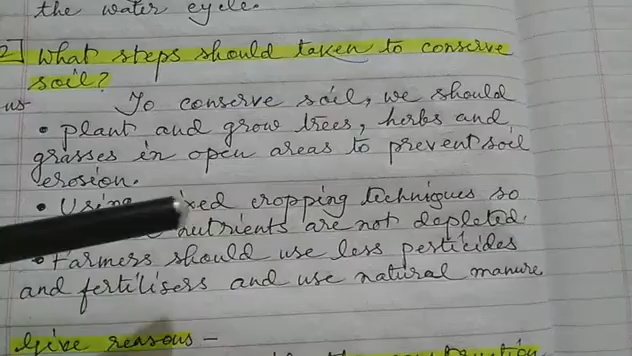 the water cycle.
2] What steps should taken to conserve
soil?
us- To conserve soil, we should
• plant and grow trees, herbs and
grasses in open areas to prevent soil
erosion.
• Using cropping techniques so
nutrients are not depleted.
• Farmers should use less pesticides
and fertilisers and use natural manure
Give reasons -